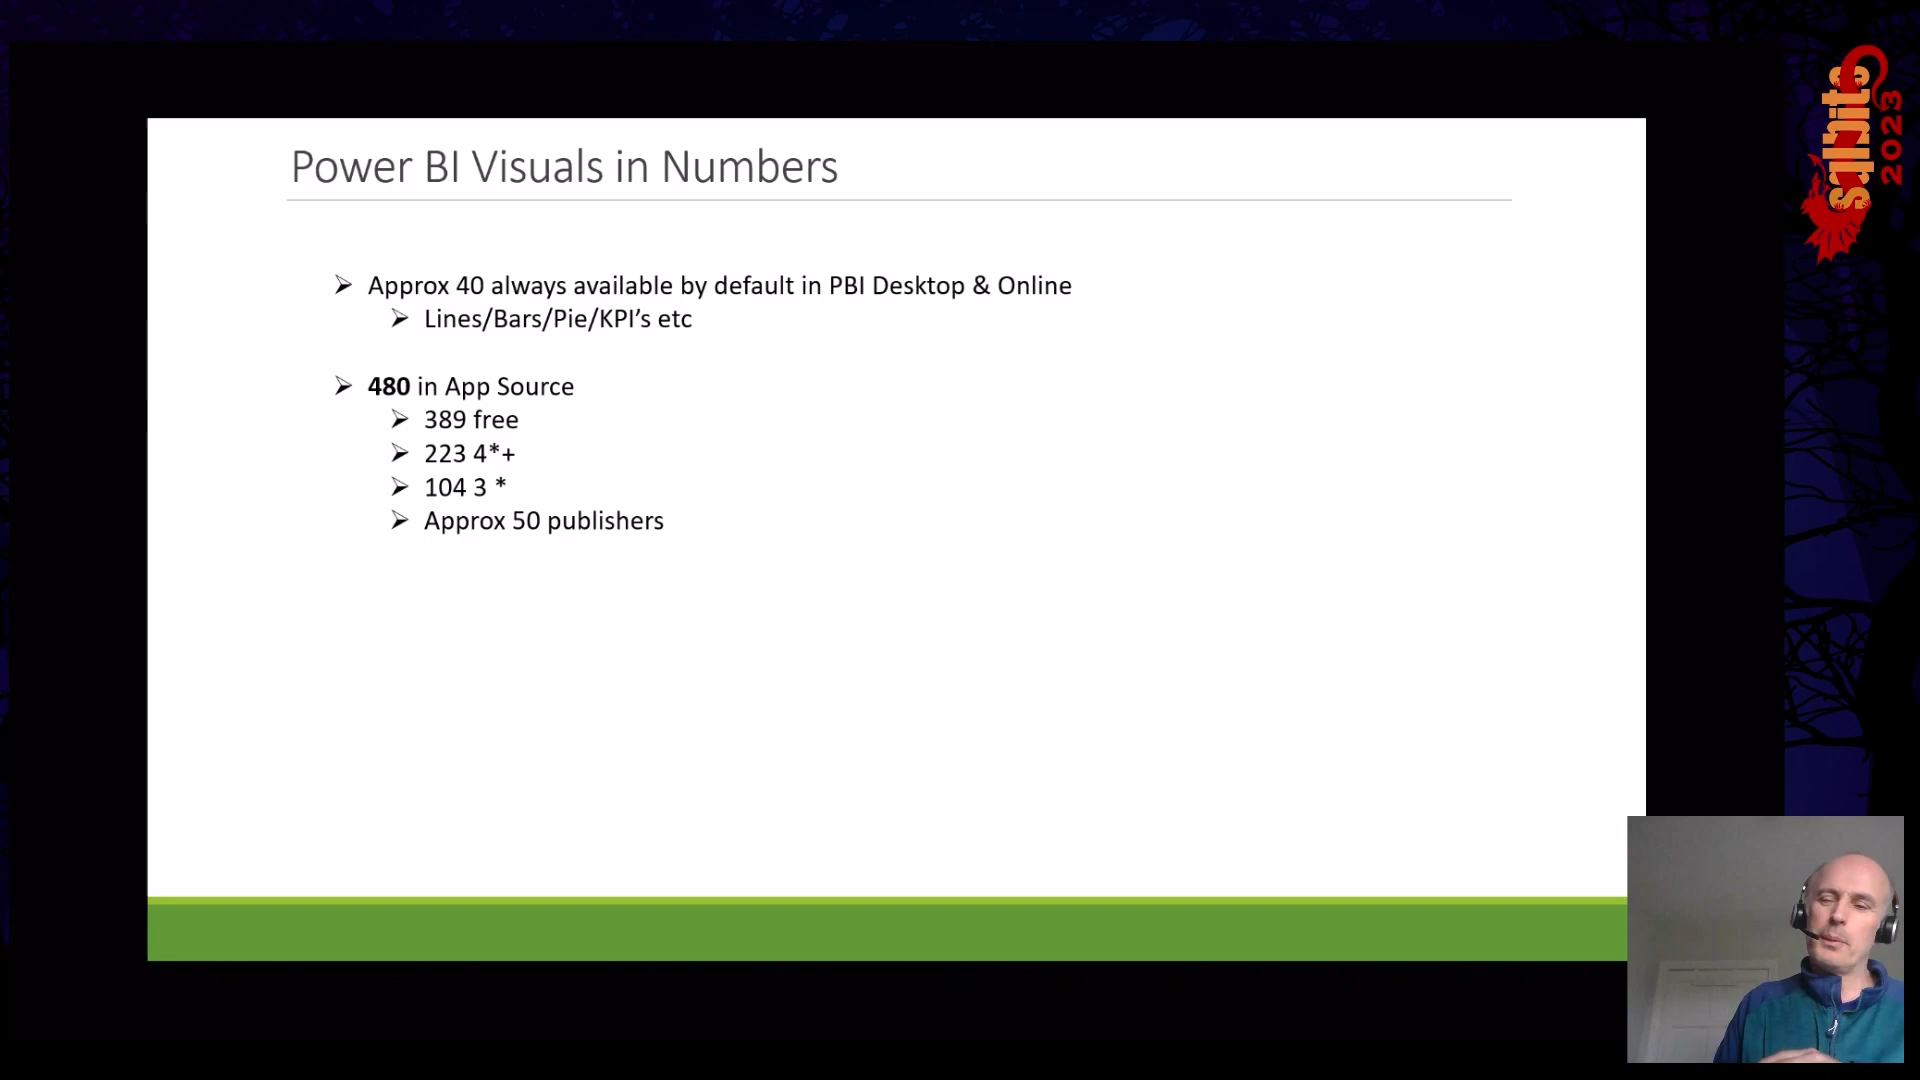 Power BI Visuals in Numbers
Approx 40 always available by default in PBI Desktop & Online
Lines/Bars/Pie/KPI's etc
480 in App Source
389 free
223 4*+
104 3 *
Approx 50 publishers
sqlbits
2023